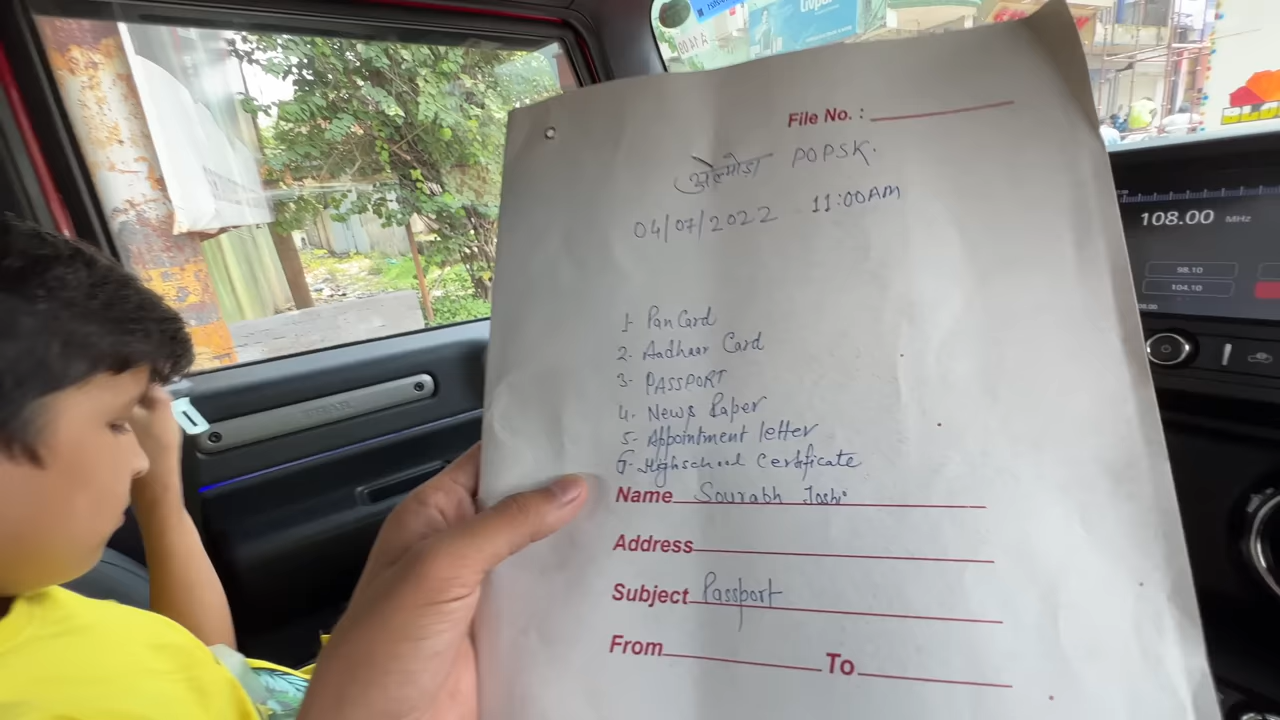 File No. :
अल्मोडा POPSK.
04/07/2022 11:00AM
1- Pan Card
2- Aadhaar Card
3- PASSPORT
4- News Paper
5- Appointment letter
6- Highschool Certificate
Name Sourabh Joshi
Address
Subject Passport
From To
108.00 MHz
98.10
104.10
THAR